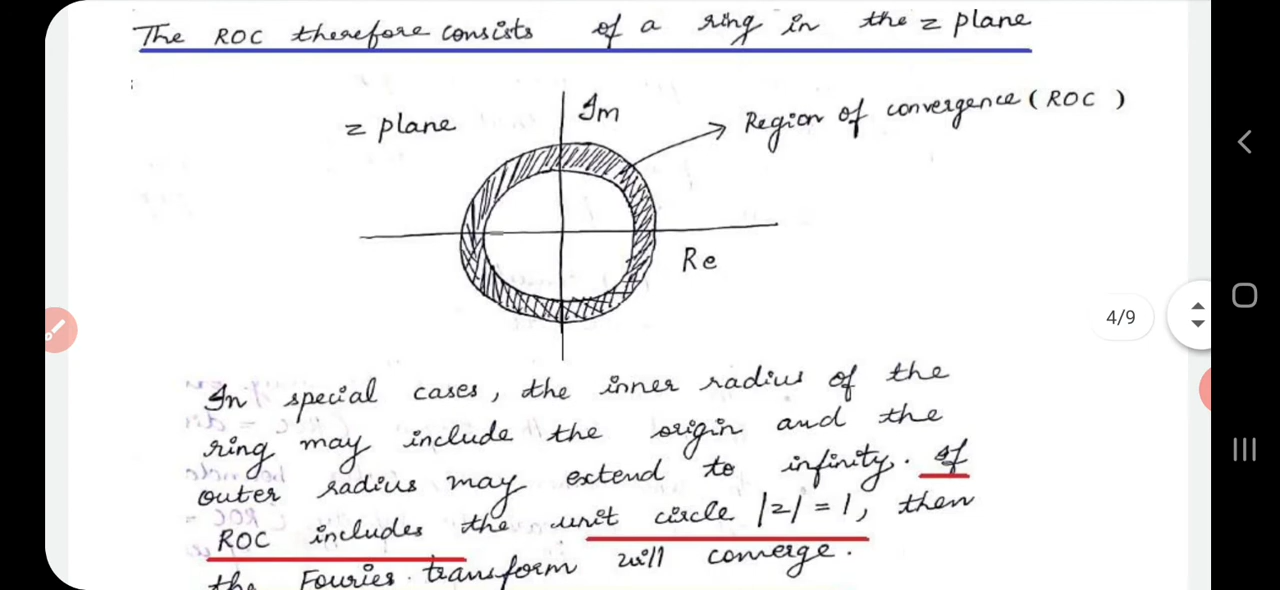 The ROC therefore consists of a ring in the z plane
z plane
Im
Region of convergence (ROC)
Re
4/9
In special cases, the inner radius of the
ring may include the origin and the
outer radius may extend to infinity. If
ROC includes the unit circle |z| = 1, then
the Fourier transform will converge.